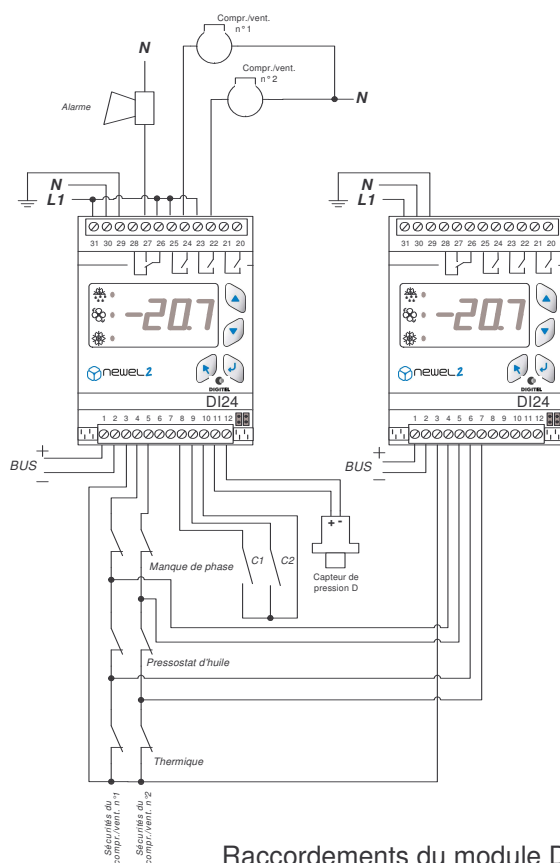 Compr./vent.
n°1
N
Compr./vent.
n°2
Alarme
N
N
L1
N
L1
31 30 29 28 27 26 25 24 23 22 21 20
31 30 29 28 27 26 25 24 23 22 21 20
-20.7
-20.7
newel2
newel2
DIGITEL
DIGITEL
DI24
DI24
1 2 3 4 5 6 7 8 9 10 11 12
1 2 3 4 5 6 7 8 9 10 11 12
+
BUS
_
+
BUS
_
+ -
Manque de phase
C1
C2
Capteur de
pression D
Pressostat d'huile
Thermique
Sécurités du
compr./vent. n°1
Sécurités du
compr./vent. n°2
Raccordements du module D